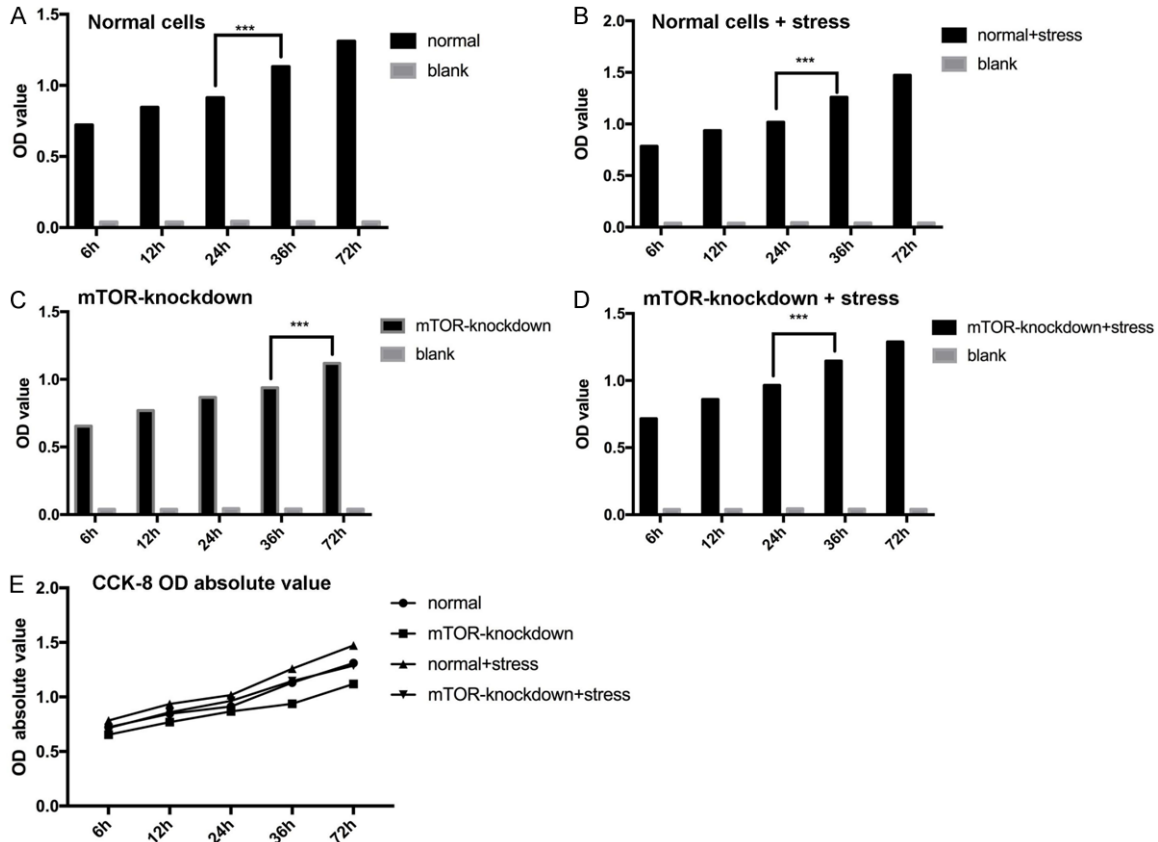 A
Normal cells
OD value
1.5
1.0
0.5
0.0
***
normal
blank
6h
12h
24h
36h
72h
B
Normal cells + stress
OD value
2.0
1.5
1.0
0.5
0.0
***
normal+stress
blank
6h
12h
24h
36h
72h
C
mTOR-knockdown
OD value
1.5
1.0
0.5
0.0
***
mTOR-knockdown
blank
6h
12h
24h
36h
72h
D
mTOR-knockdown + stress
OD value
1.5
1.0
0.5
0.0
***
mTOR-knockdown+stress
blank
6h
12h
24h
36h
72h
E
CCK-8 OD absolute value
OD absolute value
2.0
1.5
1.0
0.5
0.0
normal
mTOR-knockdown
normal+stress
mTOR-knockdown+stress
6h
12h
24h
36h
72h